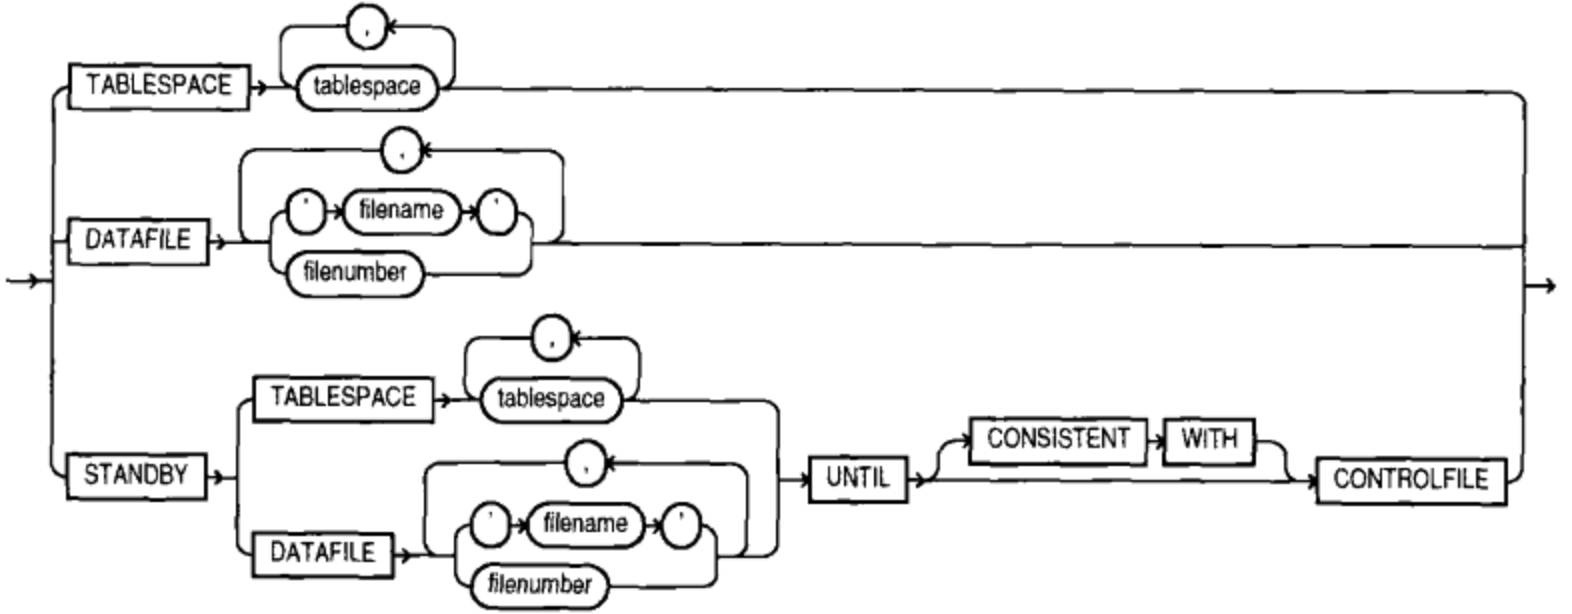 ,
TABLESPACE tablespace
,
' filename '
DATAFILE
filenumber
,
TABLESPACE tablespace
CONSISTENT WITH
,
STANDBY UNTIL CONTROLFILE
' filename '
DATAFILE
filenumber